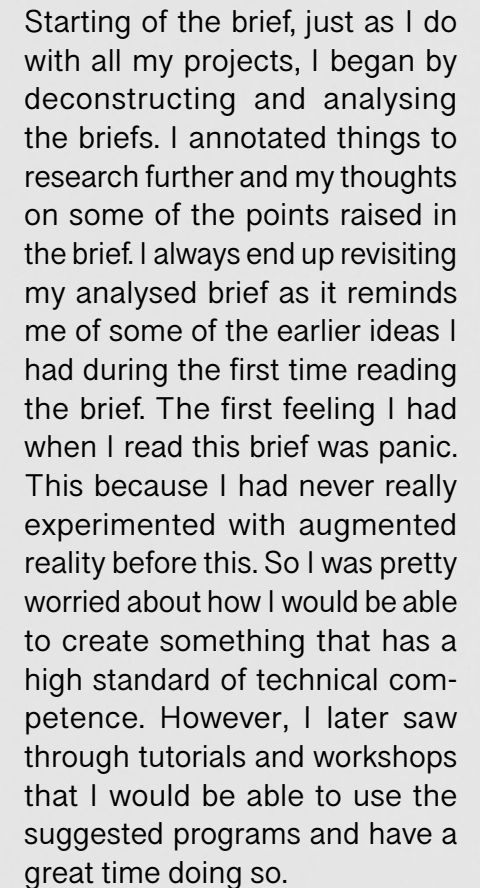 Starting of the brief, just as I do
with all my projects, I began by
deconstructing and analysing
the briefs. I annotated things to
research further and my thoughts
on some of the points raised in
the brief. I always end up revisiting
my analysed brief as it reminds
me of some of the earlier ideas I
had during the first time reading
the brief. The first feeling I had
when I read this brief was panic.
This because I had never really
experimented with augmented
reality before this. So I was pretty
worried about how I would be able
to create something that has a
high standard of technical com-
petence. However, I later saw
through tutorials and workshops
that I would be able to use the
suggested programs and have a
great time doing so.